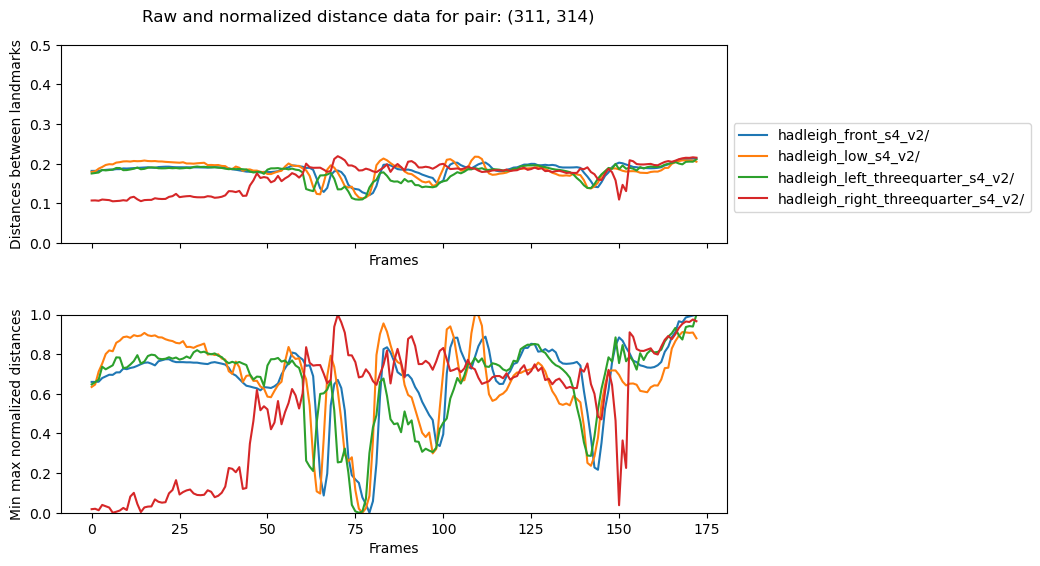 Raw and normalized distance data for pair: (311, 314)
Distances between landmarks
0.5
0.4
0.3
0.2
0.1
0.0
Frames
hadleigh_front_s4_v2/
hadleigh_low_s4_v2/
hadleigh_left_threequarter_s4_v2/
hadleigh_right_threequarter_s4_v2/
Min max normalized distances
1.0
0.8
0.6
0.4
0.2
0.0
0 25 50 75 100 125 150 175
Frames